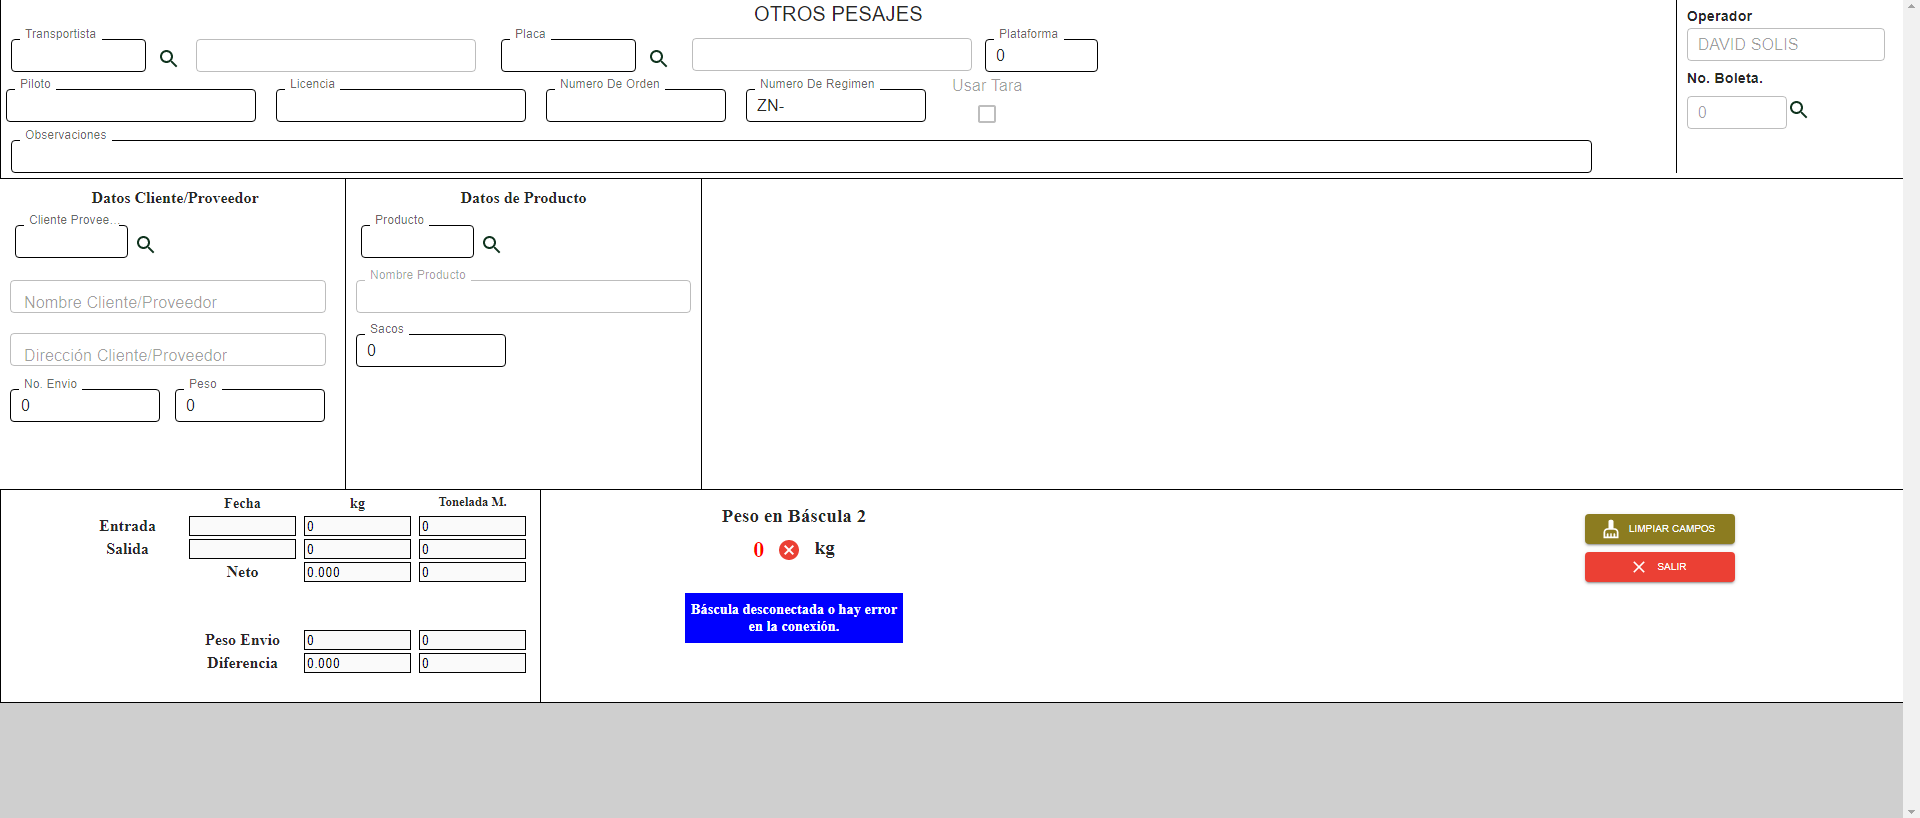 OTROS PESAJES
Operador
Transportista
Placa
Plataforma
0
DAVID SOLIS
No. Boleta.
0
Piloto
Licencia
Numero De Orden
Numero De Regimen
ZN-
Usar Tara
Observaciones
Datos Cliente/Proveedor
Cliente Provee...
Nombre Cliente/Proveedor
Dirección Cliente/Proveedor
No. Envio
0
Peso
0
Datos de Producto
Producto
Nombre Producto
Sacos
0
Fecha kg Tonelada M.
Entrada 0 0
Salida 0 0
Neto 0.000 0
Peso Envio 0 0
Diferencia 0.000 0
Peso en Báscula 2
0 kg
Báscula desconectada o hay error
en la conexión.
LIMPIAR CAMPOS
SALIR